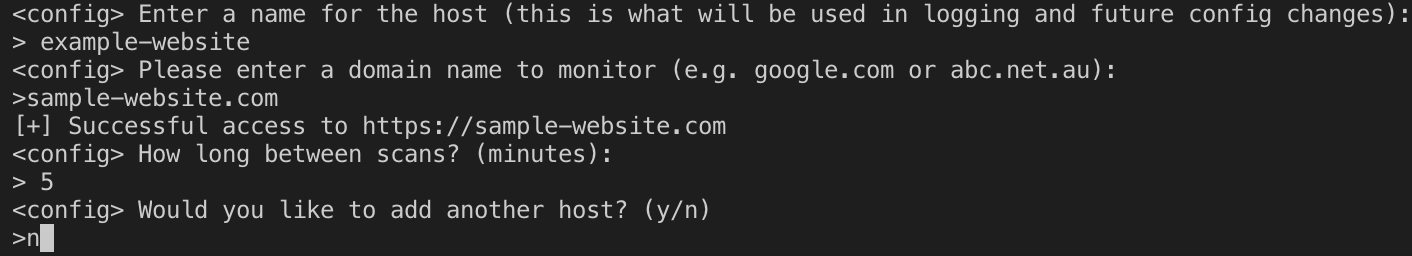 <config> Enter a name for the host (this is what will be used in logging and future config changes):
> example-website
<config> Please enter a domain name to monitor (e.g. google.com or abc.net.au):
>sample-website.com
[+] Successful access to https://sample-website.com
<config> How long between scans? (minutes):
> 5
<config> Would you like to add another host? (y/n)
>n